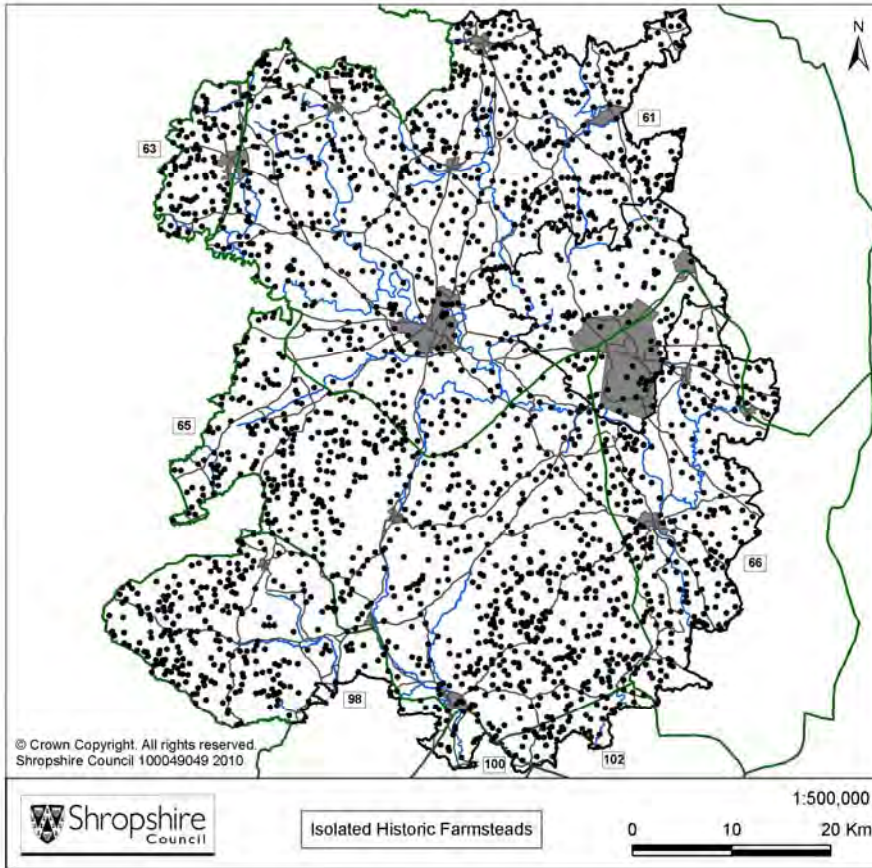 N
61
63
65
66
98
100
102
© Crown Copyright. All rights reserved.
Shropshire Council 100049049 2010
Shropshire
Council
Isolated Historic Farmsteads
1:500,000
0 10 20 Km